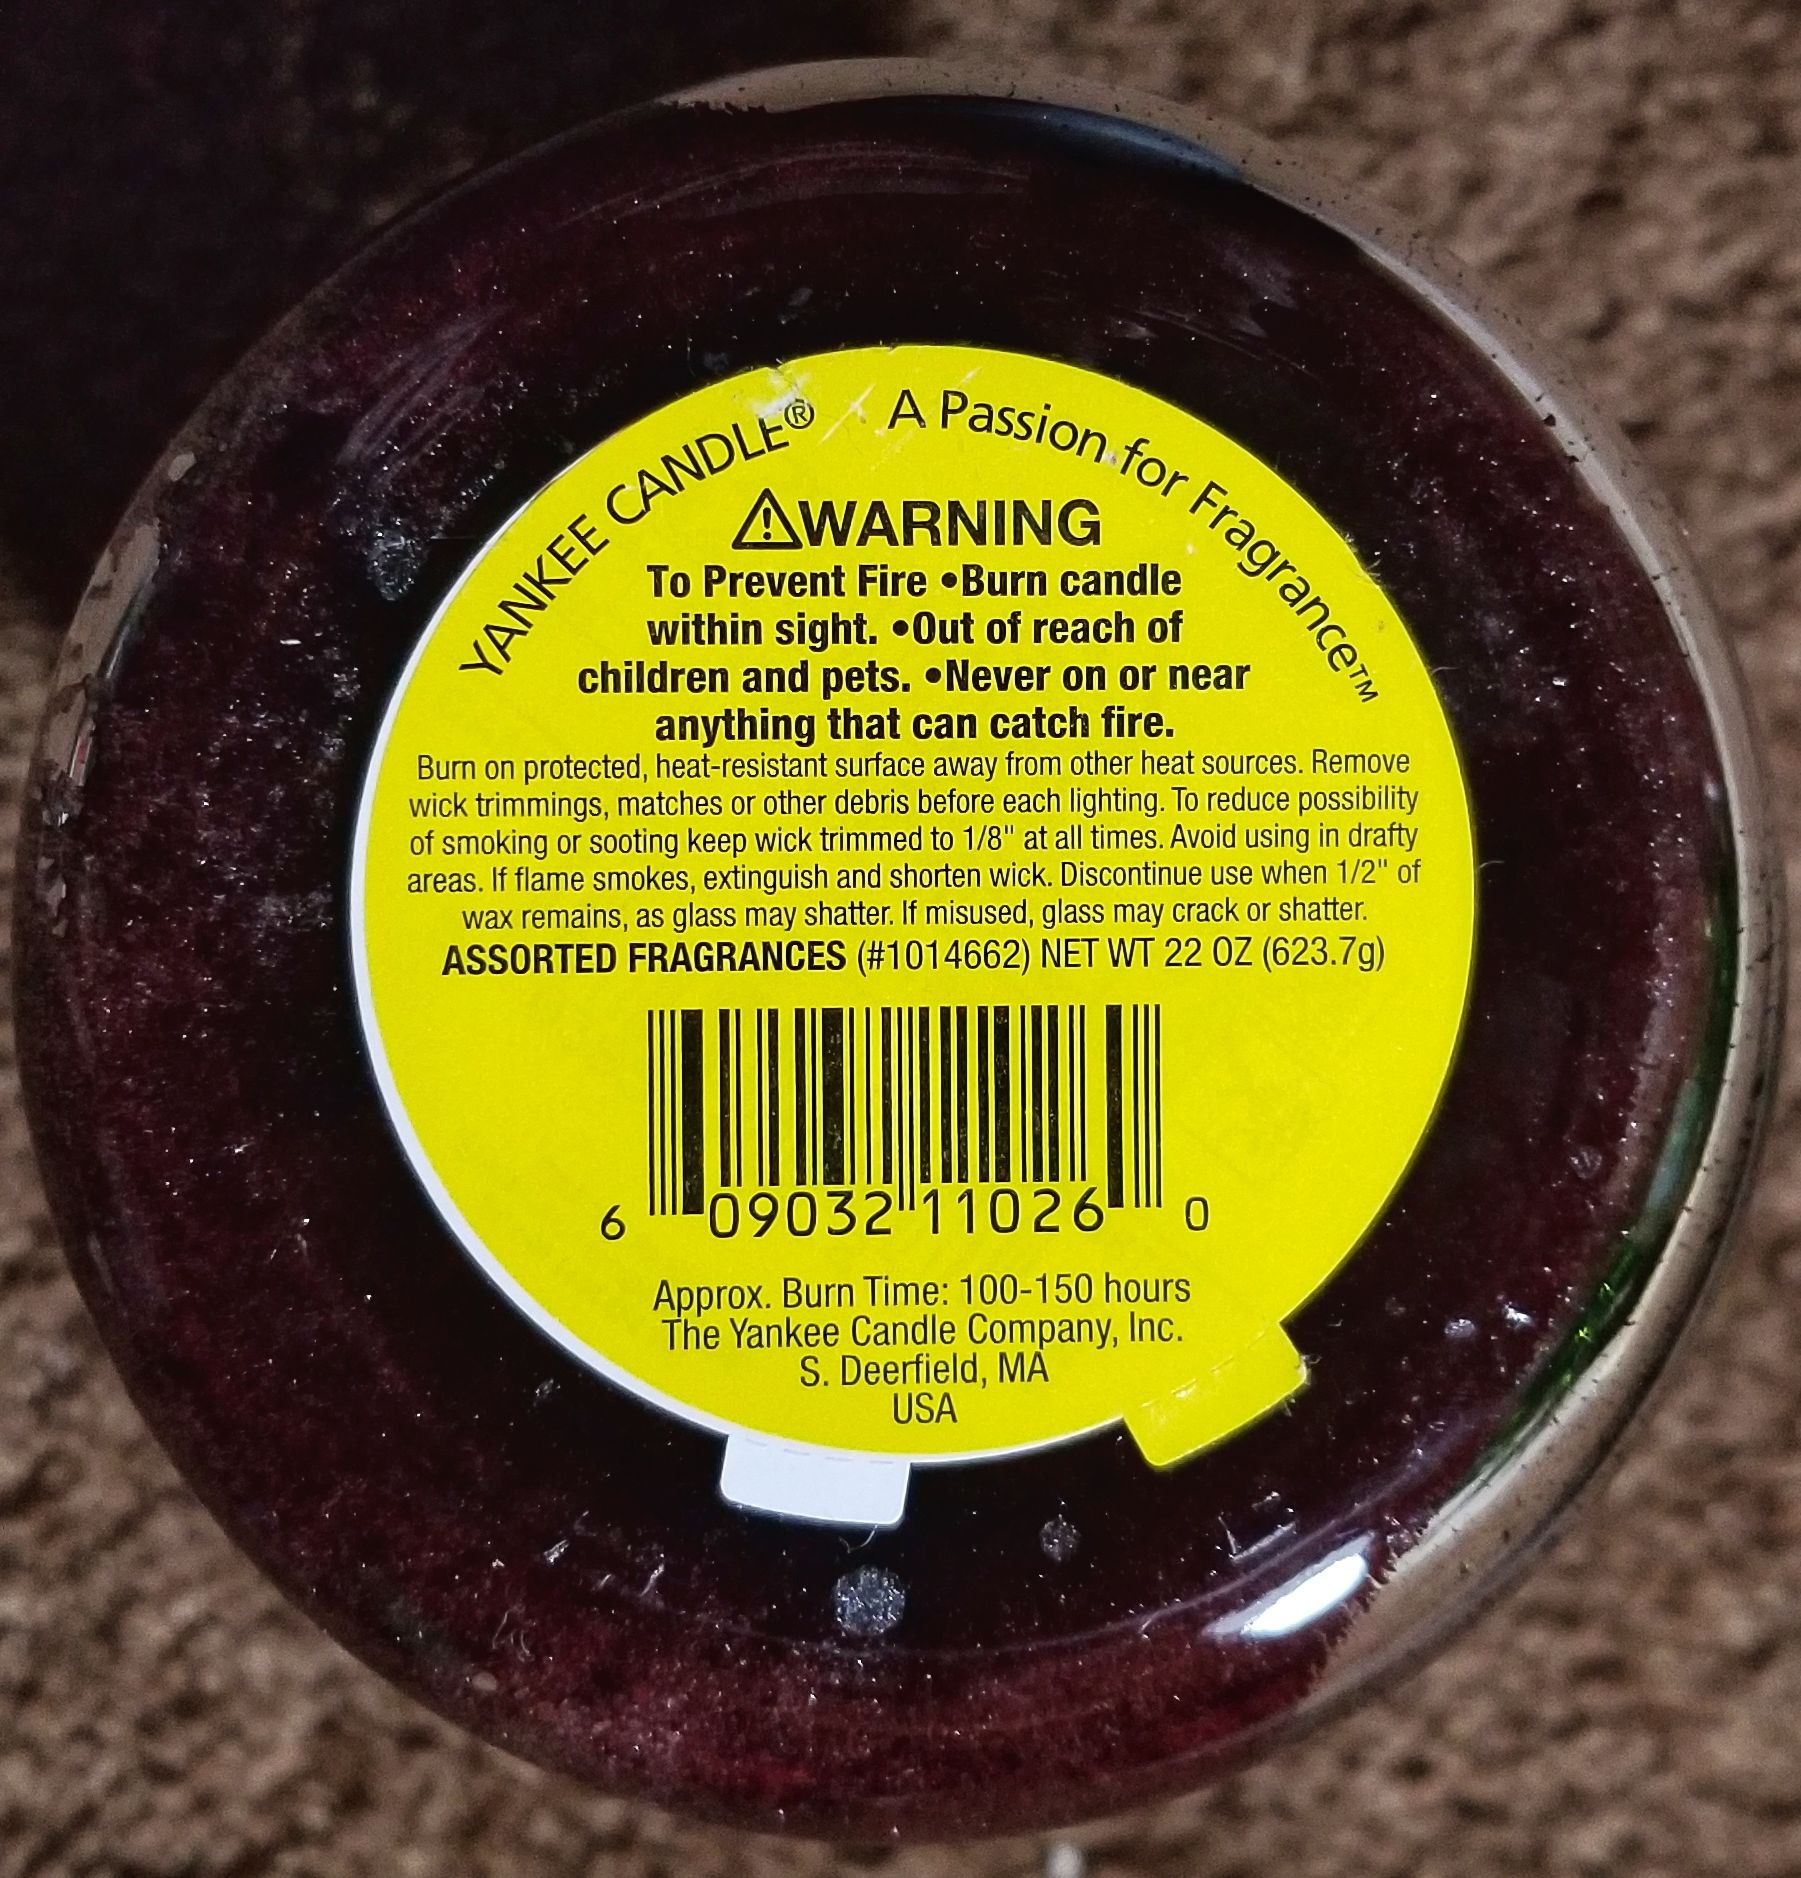 YANKEE CANDLE® A Passion for Fragrance™
⚠WARNING
To Prevent Fire •Burn candle
within sight. •Out of reach of
children and pets. •Never on or near
anything that can catch fire.
Burn on protected, heat-resistant surface away from other heat sources. Remove
wick trimmings, matches or other debris before each lighting. To reduce possibility
of smoking or sooting keep wick trimmed to 1/8" at all times. Avoid using in drafty
areas. If flame smokes, extinguish and shorten wick. Discontinue use when 1/2" of
wax remains, as glass may shatter. If misused, glass may crack or shatter.
ASSORTED FRAGRANCES (#1014662) NET WT 22 OZ (623.7g)
6 09032 11026 0
Approx. Burn Time: 100-150 hours
The Yankee Candle Company, Inc.
S. Deerfield, MA
USA